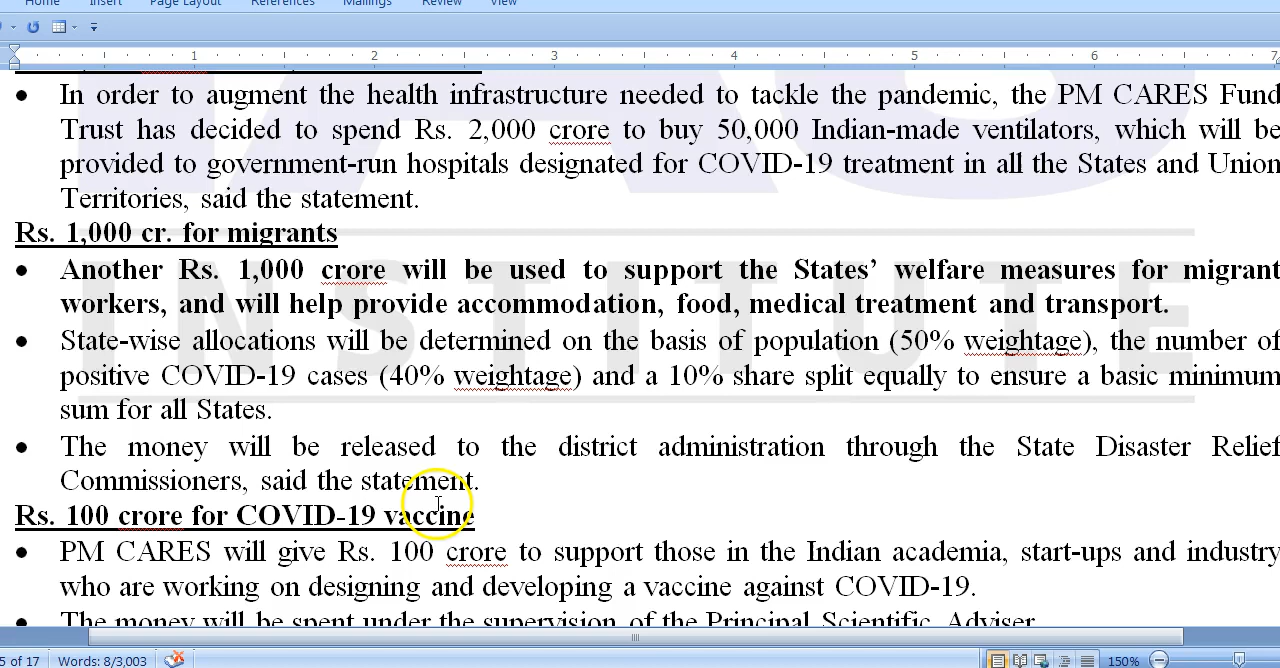 Home Insert Page Layout References Mailings Review View
1 2 3 4 5 6 7
• In order to augment the health infrastructure needed to tackle the pandemic, the PM CARES Fund
Trust has decided to spend Rs. 2,000 crore to buy 50,000 Indian-made ventilators, which will be
provided to government-run hospitals designated for COVID-19 treatment in all the States and Union
Territories, said the statement.
Rs. 1,000 cr. for migrants
• Another Rs. 1,000 crore will be used to support the States’ welfare measures for migrant
workers, and will help provide accommodation, food, medical treatment and transport.
• State-wise allocations will be determined on the basis of population (50% weightage), the number of
positive COVID-19 cases (40% weightage) and a 10% share split equally to ensure a basic minimum
sum for all States.
• The money will be released to the district administration through the State Disaster Relief
Commissioners, said the statement.
Rs. 100 crore for COVID-19 vaccine
• PM CARES will give Rs. 100 crore to support those in the Indian academia, start-ups and industry
who are working on designing and developing a vaccine against COVID-19.
• The money will be spent under the supervision of the Principal Scientific Adviser.
INSTITUTE
5 of 17 Words: 8/3,003 150%